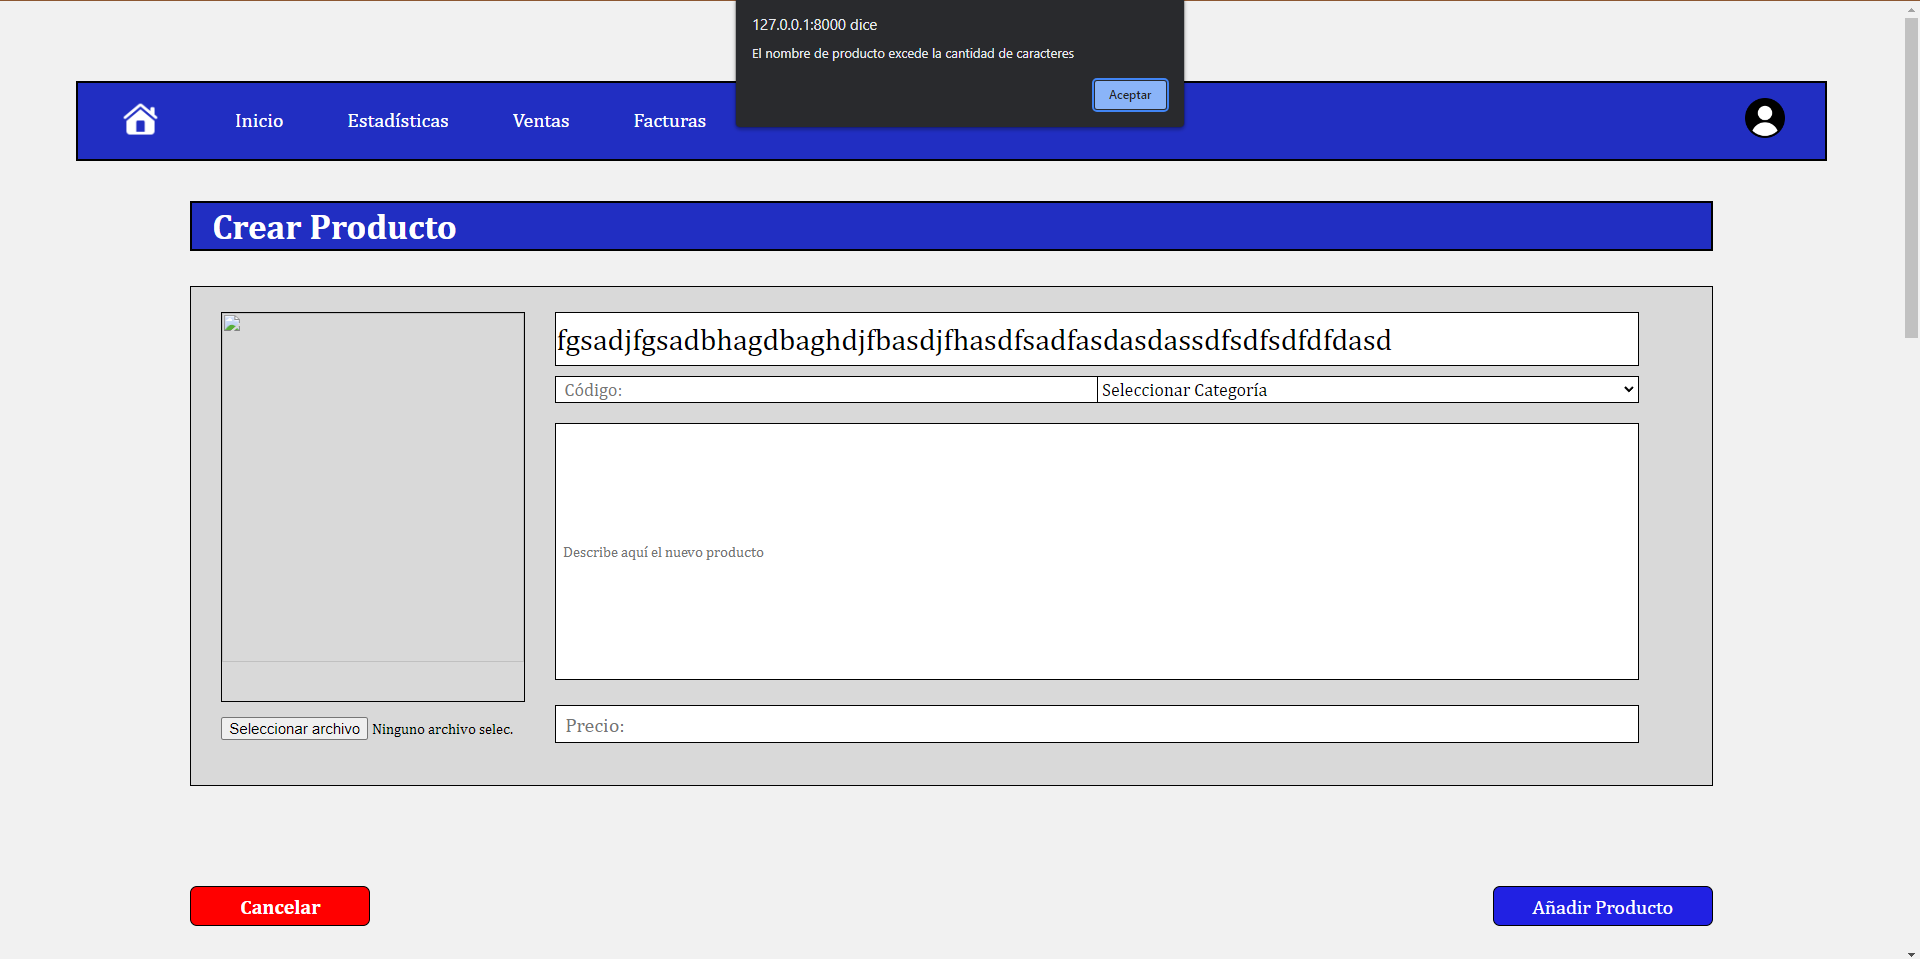 127.0.0.1:8000 dice
El nombre de producto excede la cantidad de caracteres
Aceptar
Inicio Estadísticas Ventas Facturas
Crear Producto
fgsadjfgsadbhagdbaghdjfbasdjfhasdfsadfasdasdassdfsdfsdfdfdasd
Código: Seleccionar Categoría
Describe aquí el nuevo producto
Seleccionar archivo Ninguno archivo selec.
Precio:
Cancelar Añadir Producto